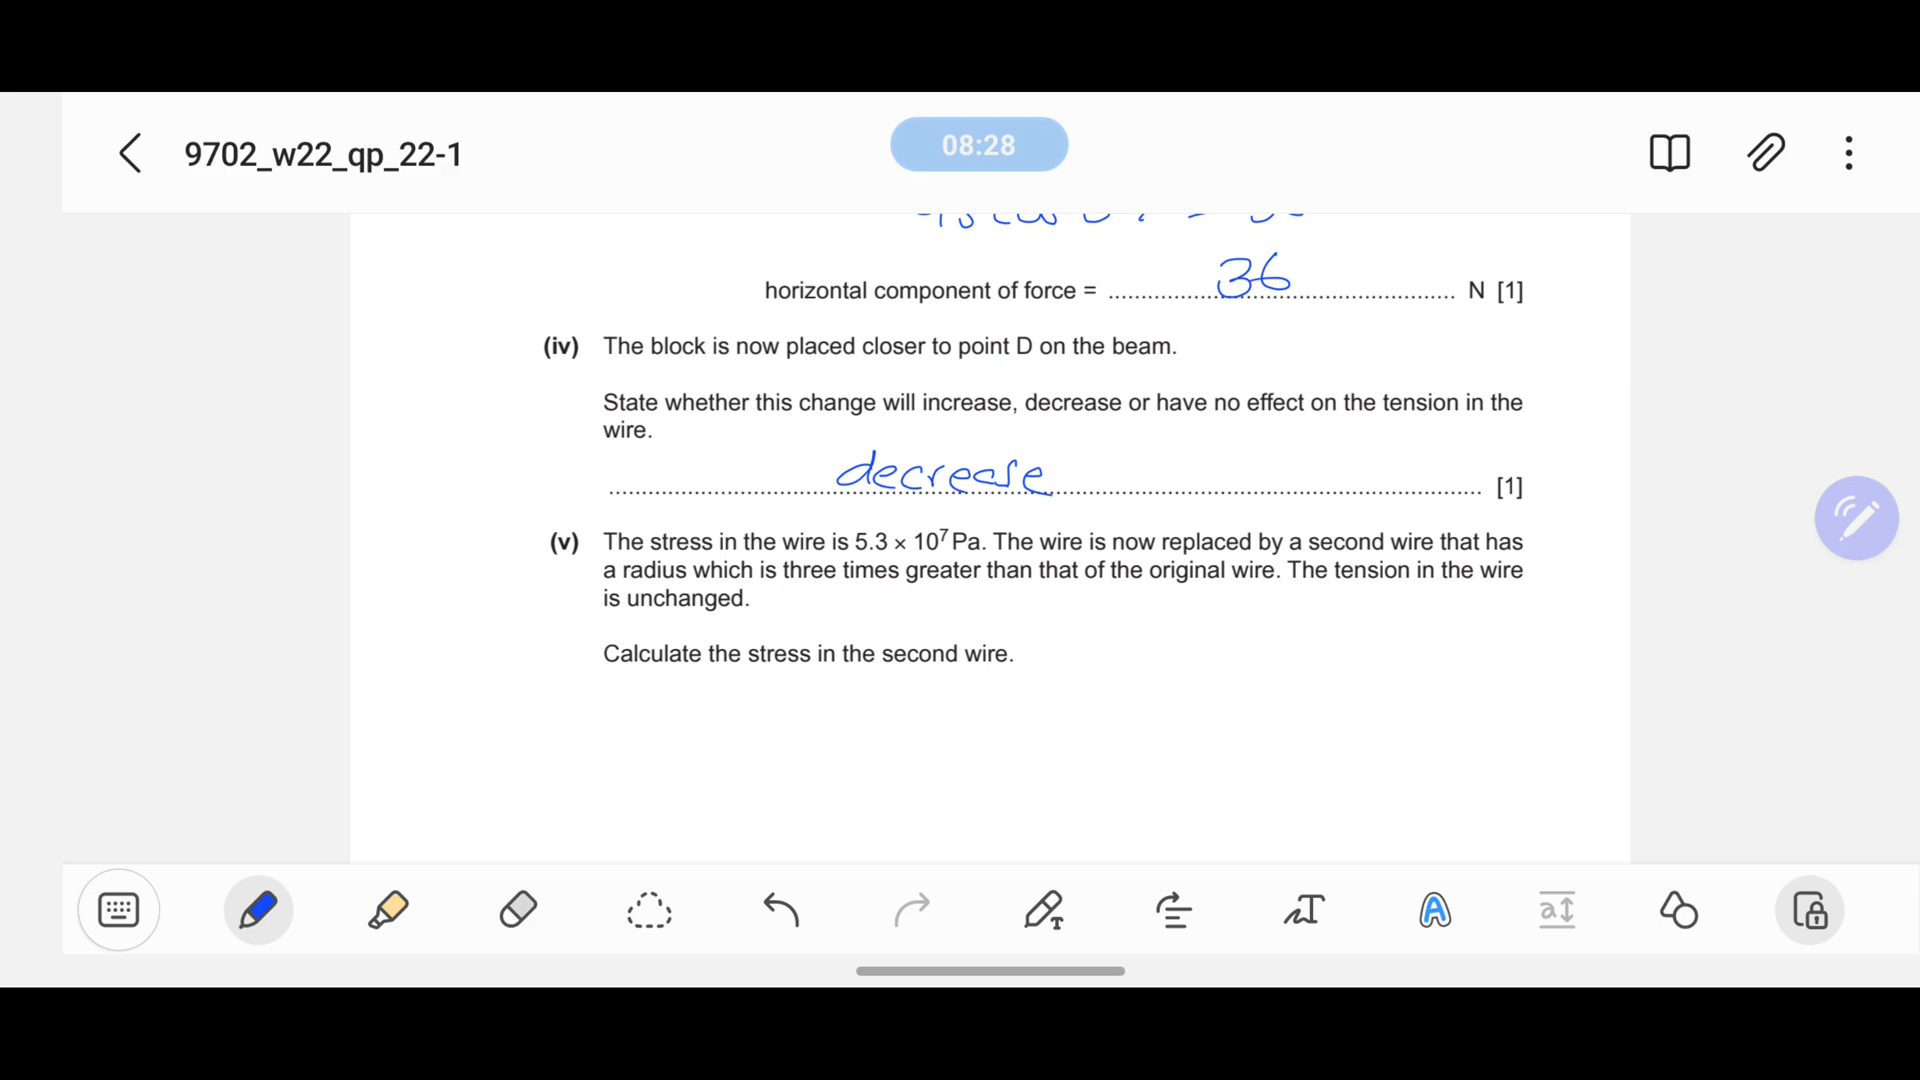 9702_w22_qp_22-1
08:28
36
horizontal component of force = ........................................ N [1]
(iv) The block is now placed closer to point D on the beam.
State whether this change will increase, decrease or have no effect on the tension in the
wire.
decrease
........................................ [1]
(v) The stress in the wire is 5.3 × 10⁷ Pa. The wire is now replaced by a second wire that has
a radius which is three times greater than that of the original wire. The tension in the wire
is unchanged.
Calculate the stress in the second wire.